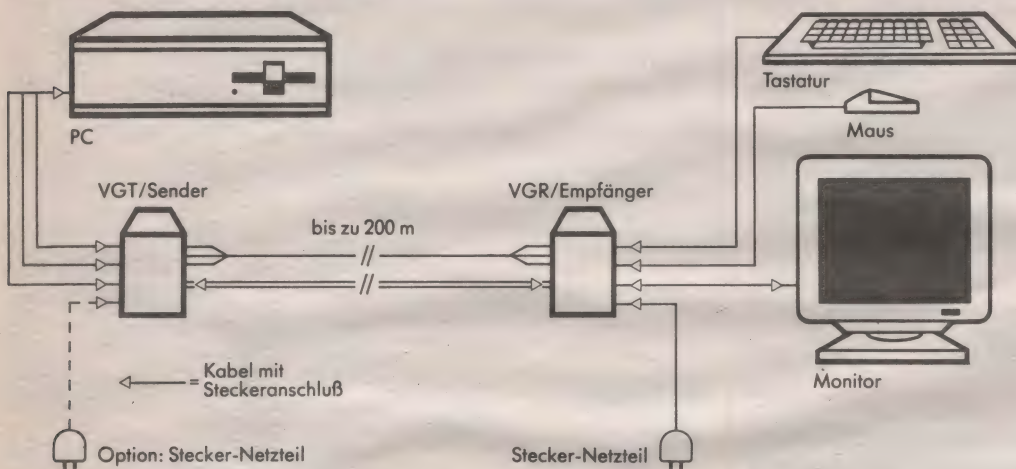 Tastatur
PC
Maus
VGT/Sender
VGR/Empfänger
bis zu 200 m
= Kabel mit
Steckeranschluß
Monitor
Option: Stecker-Netzteil
Stecker-Netzteil